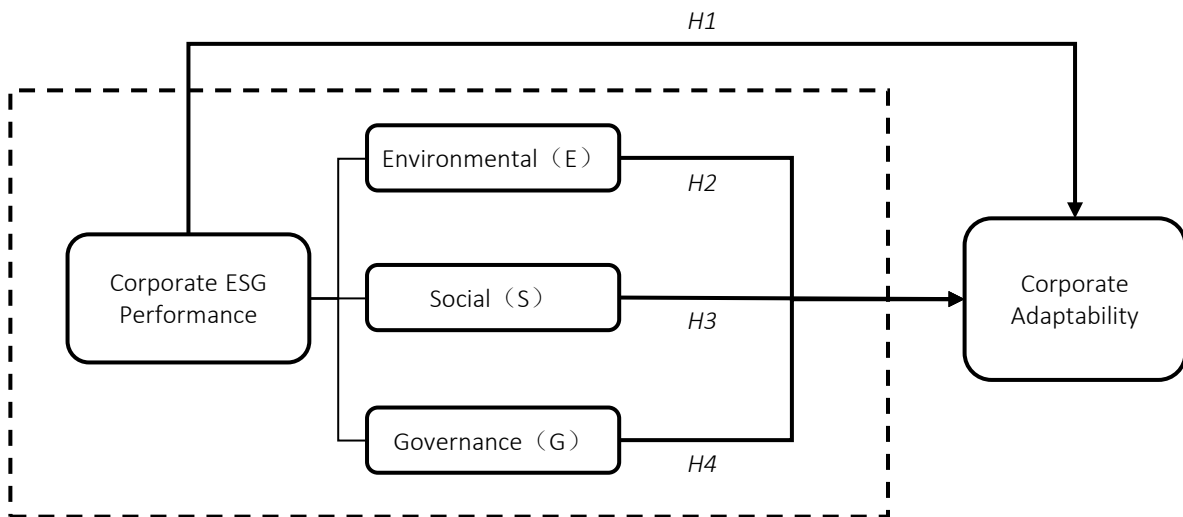 H1
Environmental（E）
H2
Corporate ESG
Performance
Social（S）
H3
Corporate
Adaptability
Governance（G）
H4